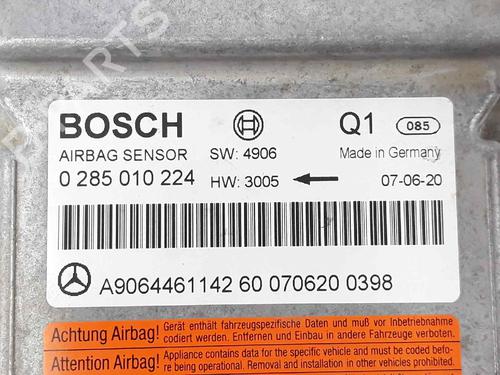 PARTS
BOSCH
Q1
085
AIRBAG SENSOR
SW: 4906
Made in Germany
0 285 010 224
HW: 3005
07-06-20
A9064461142 60 070620 0398
Achtung Airbag! Gerät enthält fahrzeugspezifische Daten und muß vor Inbetriebnahme
codiert werden. Entfernen und Einbau in andere Fahrzeuge verboten.
Attention Airbag! Appliance contains data for the specific vehicle and must be coded be-
fore being operated. Removal and installation in other vehicles prohibited.